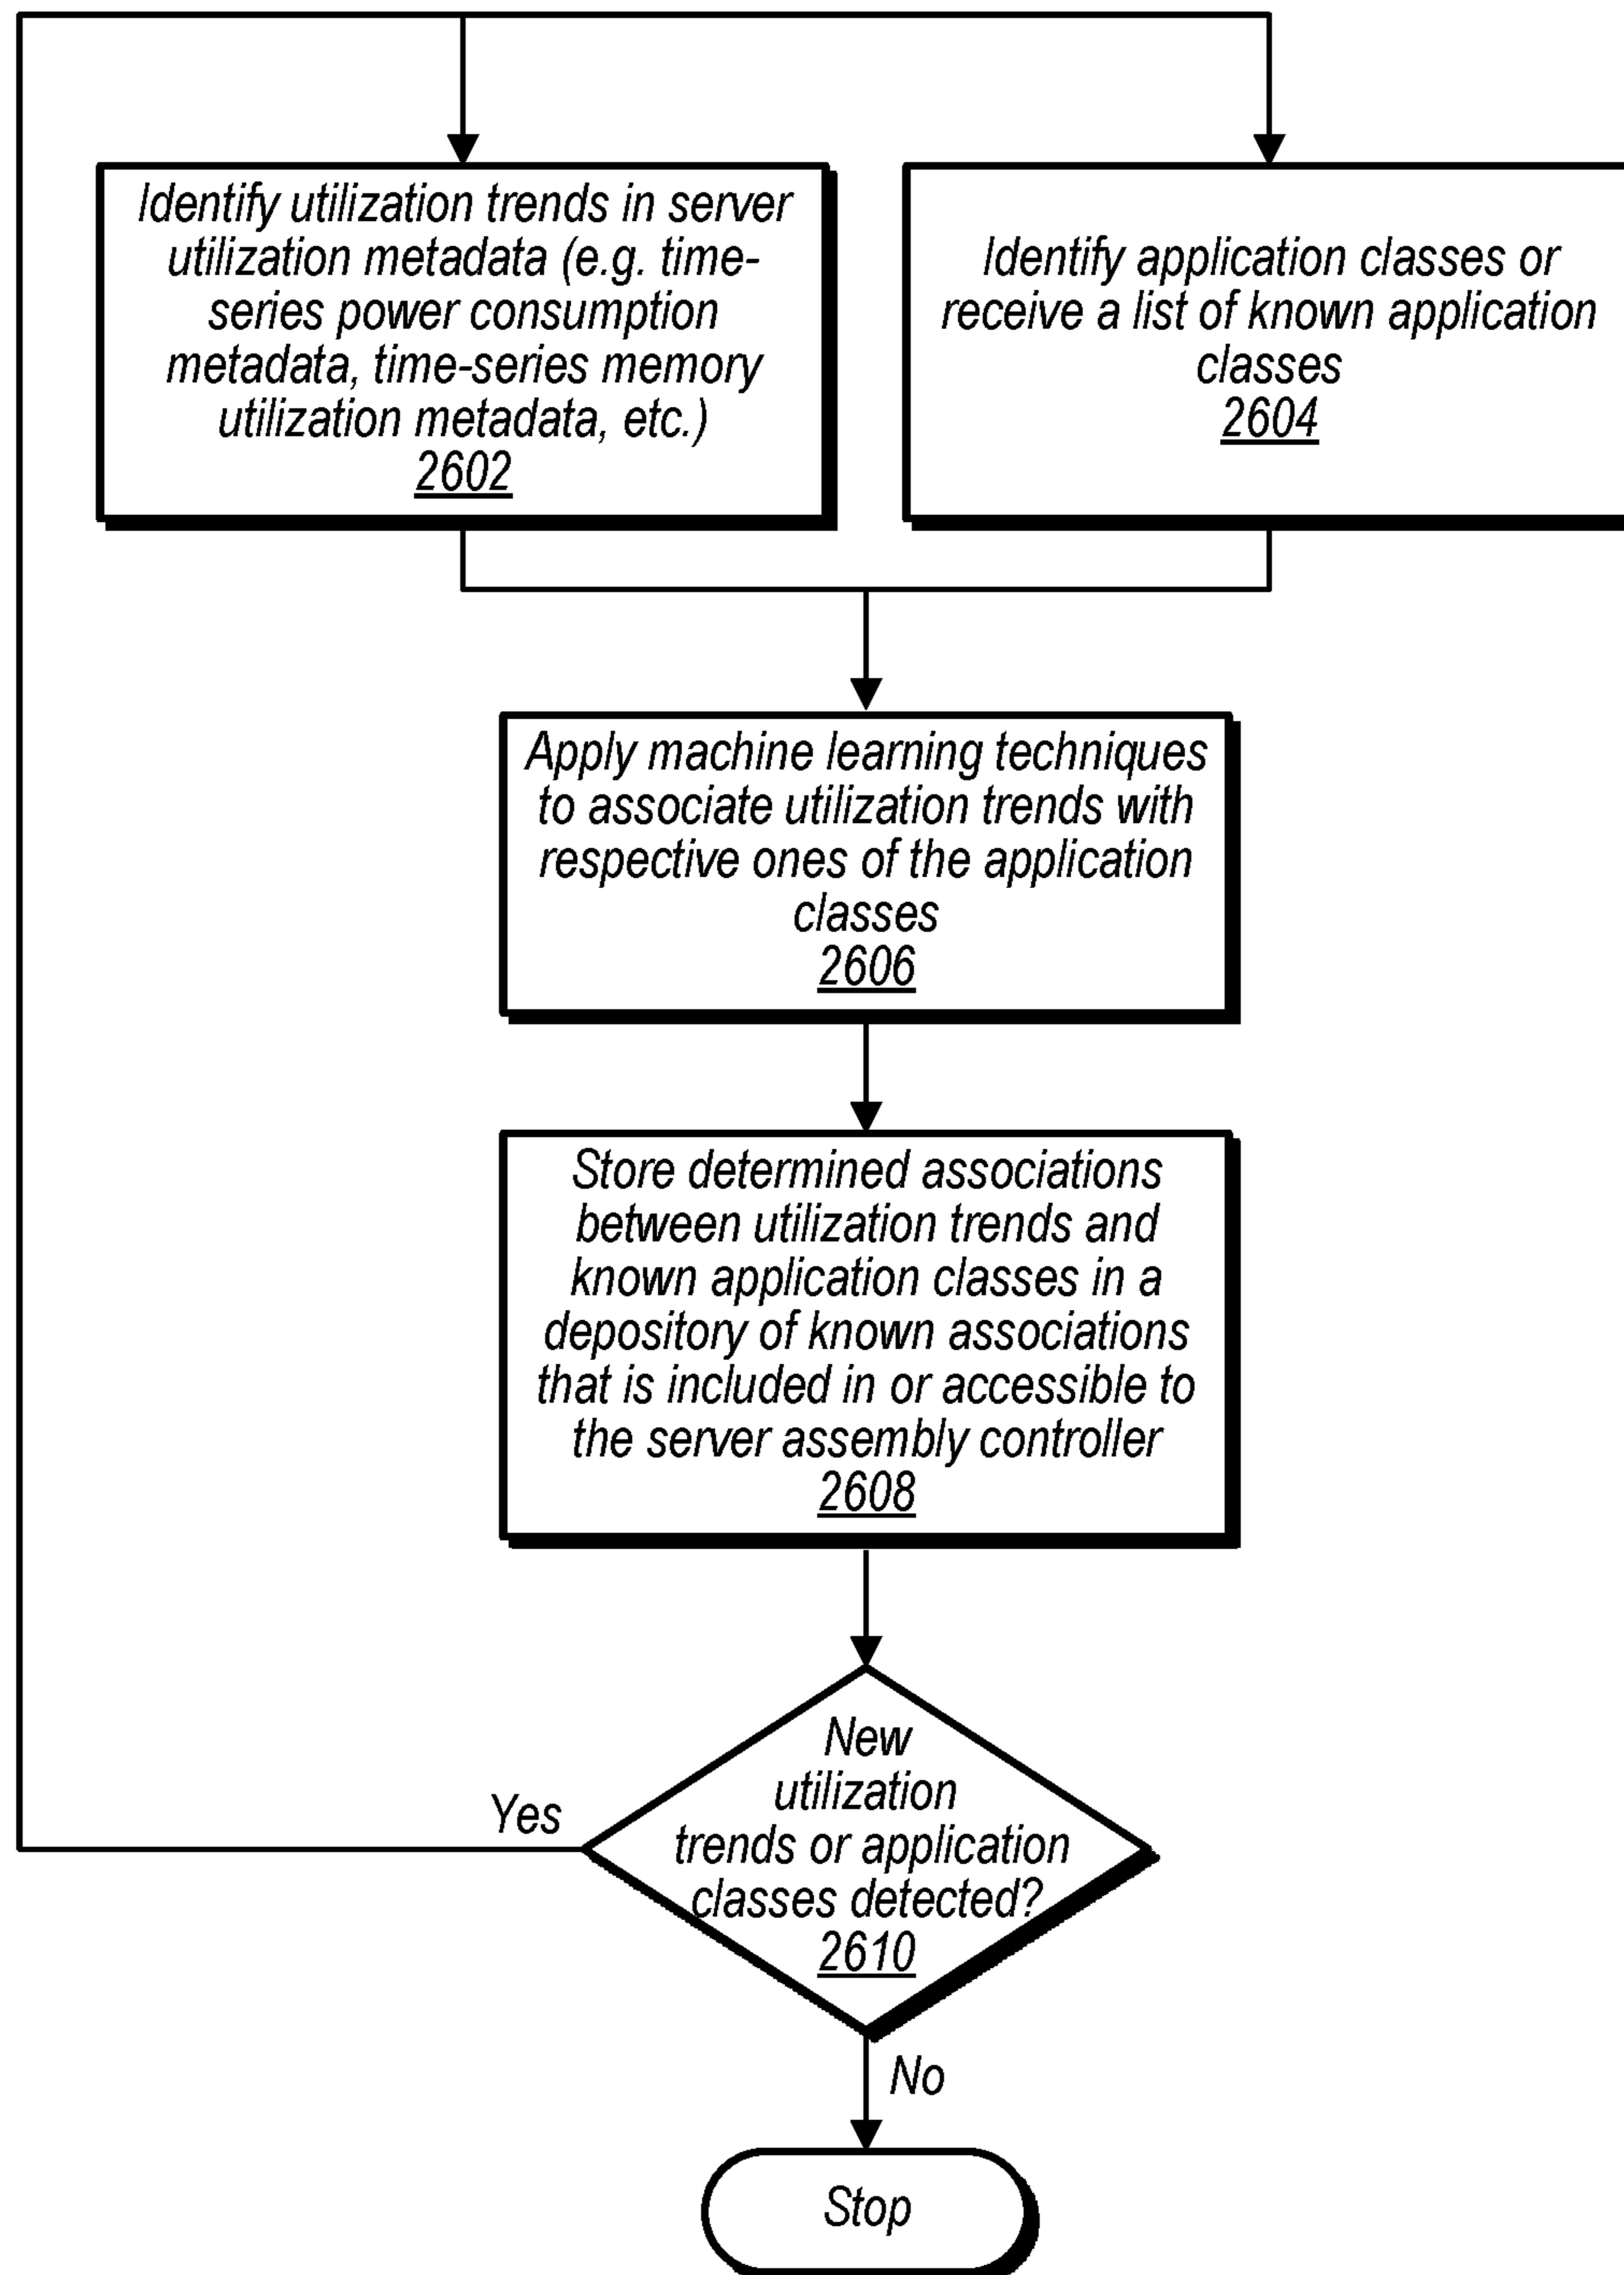 Identify utilization trends in server
utilization metadata (e.g. time-
series power consumption
metadata, time-series memory
utilization metadata, etc.)
2602
Identify application classes or
receive a list of known application
classes
2604
Apply machine learning techniques
to associate utilization trends with
respective ones of the application
classes
2606
Store determined associations
between utilization trends and
known application classes in a
depository of known associations
that is included in or accessible to
the server assembly controller
2608
New
utilization
trends or application
classes detected?
2610
Yes
No
Stop